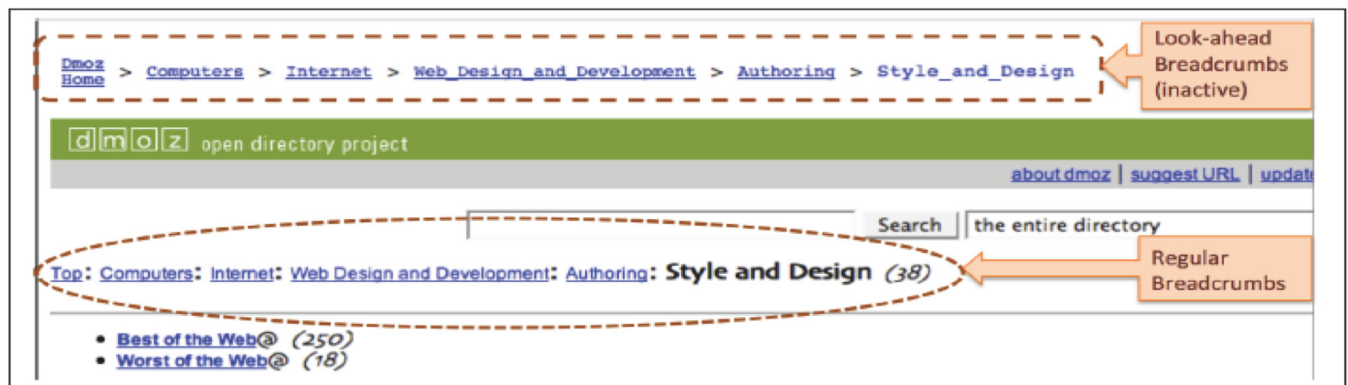 Look-ahead
Breadcrumbs
(inactive)
Dmoz
Home > Computers > Internet > Web_Design_and_Development > Authoring > Style_and_Design
dmoz open directory project
about dmoz | suggest URL | update
Search the entire directory
Top: Computers: Internet: Web Design and Development: Authoring: Style and Design (38)
Regular
Breadcrumbs
• Best of the Web@ (250)
• Worst of the Web@ (18)